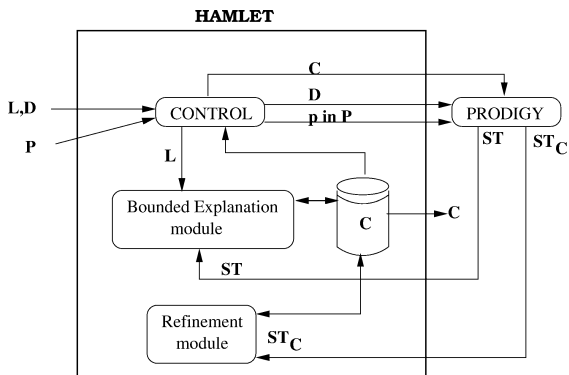 HAMLET
C
L,D
D
CONTROL
PRODIGY
p in P
P
ST
ST_C
L
Bounded Explanation
module
C
C
ST
Refinement
module
ST_C